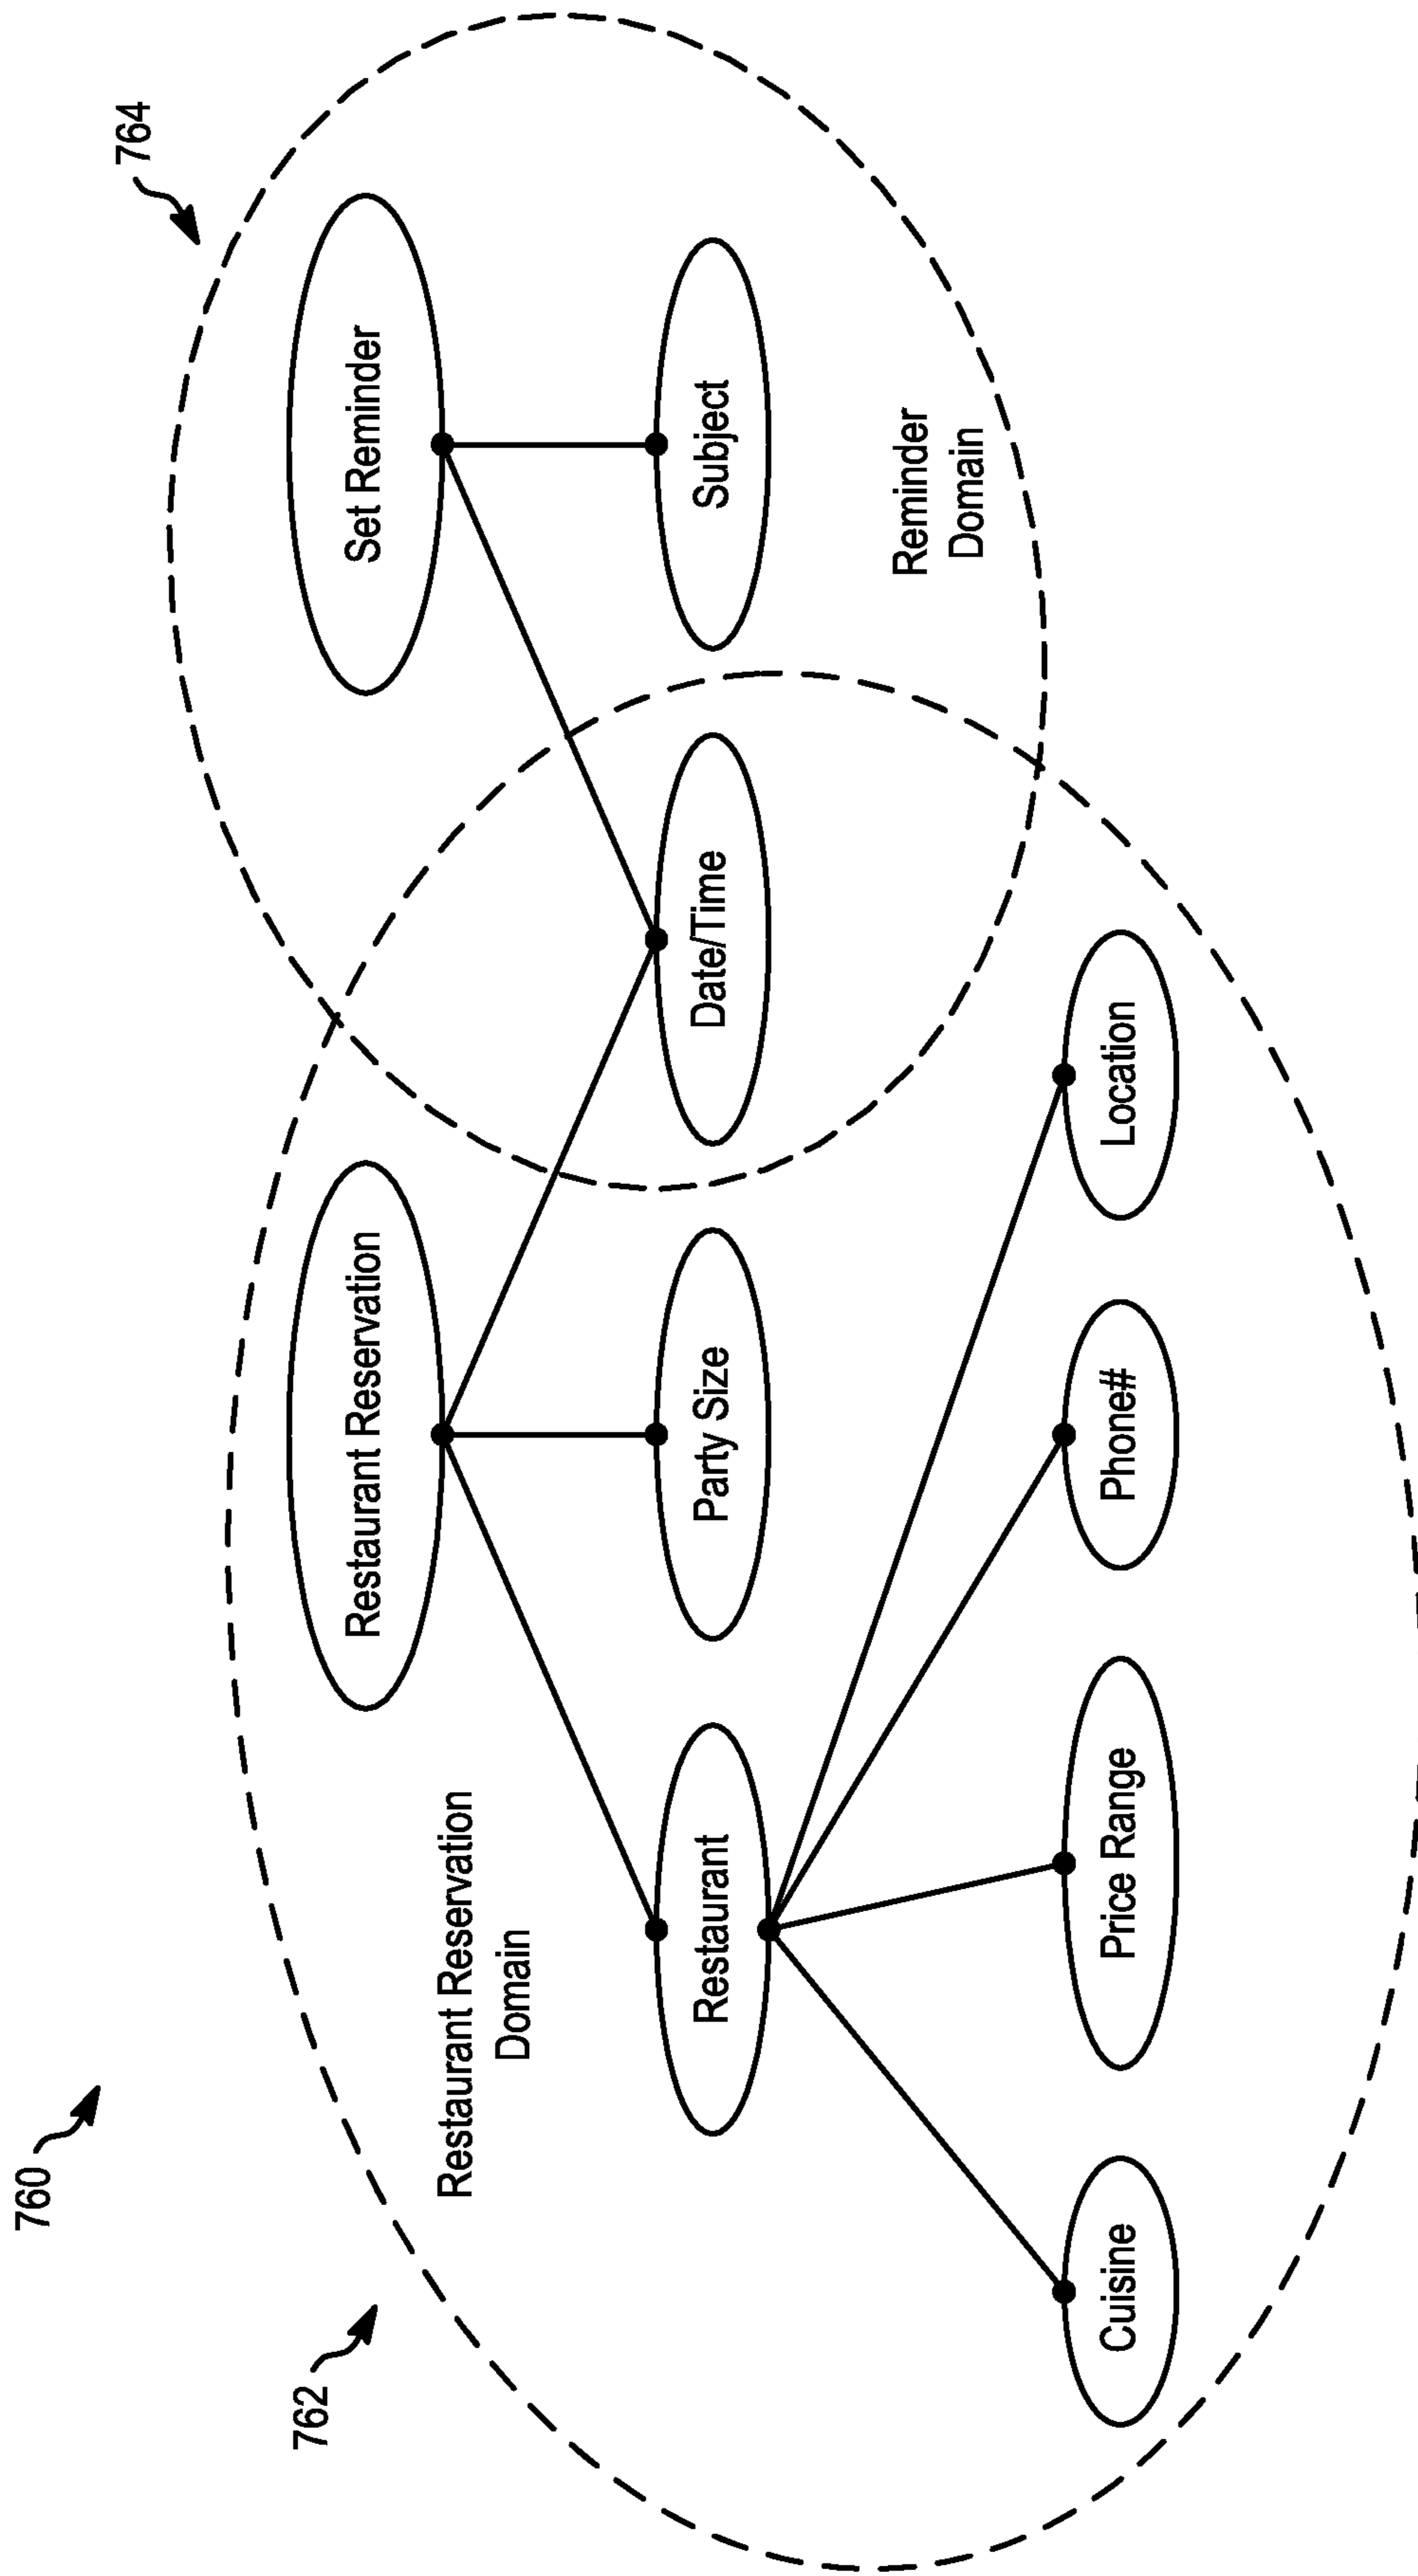 760
762
764
Restaurant Reservation
Set Reminder
Restaurant Reservation
Domain
Restaurant
Party Size
Date/Time
Subject
Reminder
Domain
Cuisine
Price Range
Phone#
Location